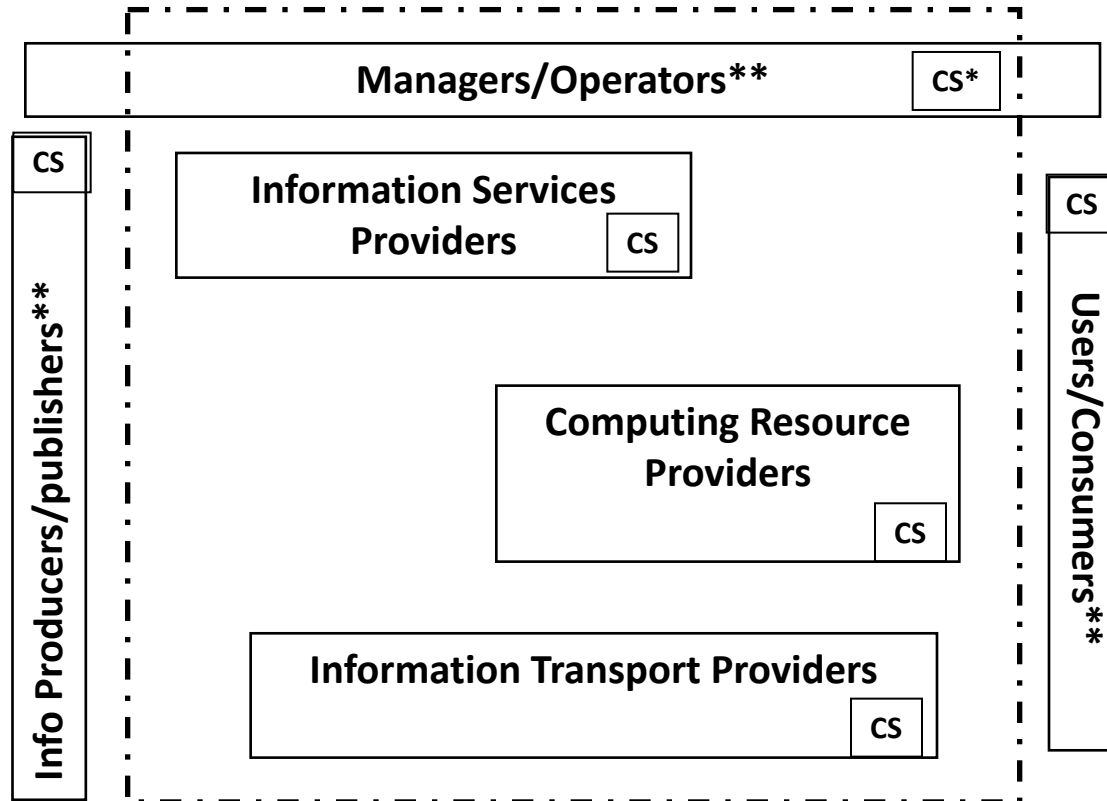 Managers/Operators**
CS*
CS
Info Producers/publishers**
Information Services
Providers
CS
Computing Resource
Providers
CS
Information Transport Providers
CS
CS
Users/Consumers**